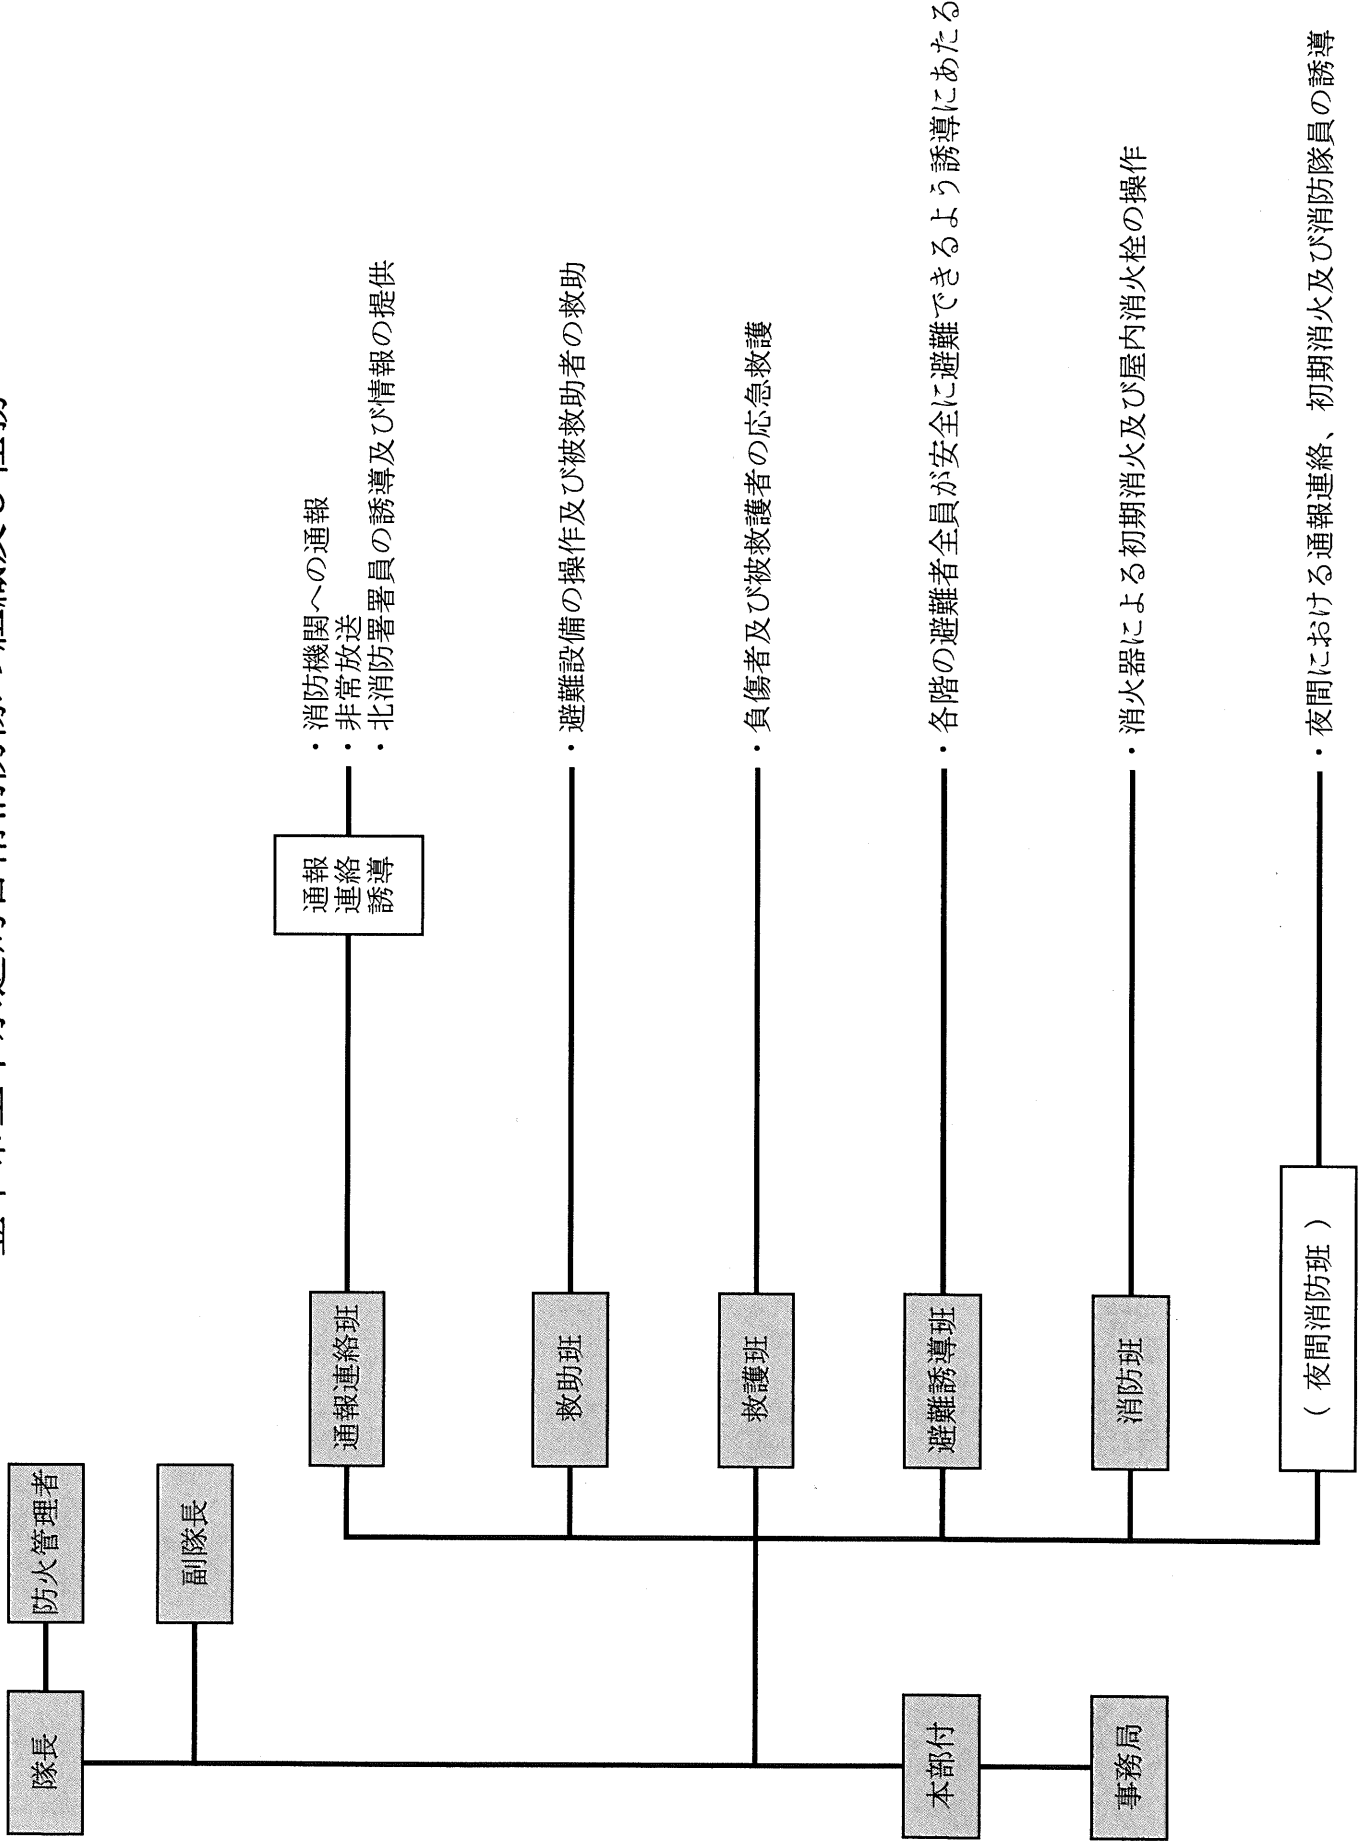 隊長
防火管理者
副隊長
通報連絡班
通報
連絡
誘導
・消防機関への通報
・非常放送
・北消防署署員の誘導及び情報の提供
救助班
・避難設備の操作及び被救助者の救助
救護班
・負傷者及び被救護者の応急救護
避難誘導班
・各階の避難者全員が安全に避難できるよう誘導にあたる
消防班
・消火器による初期消火及び屋内消火栓の操作
(夜間消防班)
・夜間における通報連絡、初期消火及び消防隊員の誘導
本部付
事務局